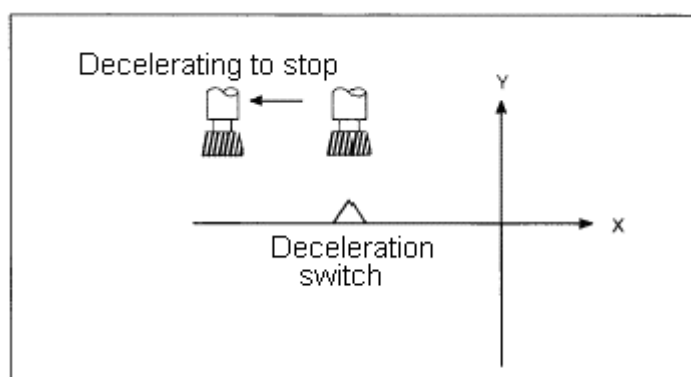 Decelerating to stop
Y
X
Deceleration
switch